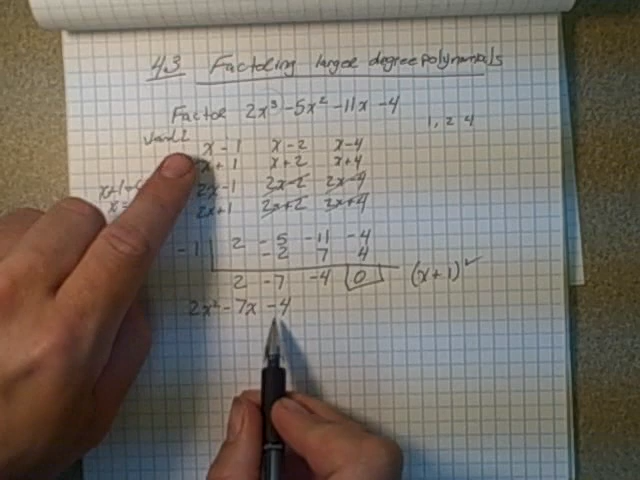 4.3 Factoring larger degree polynomials
Factor 2x³ - 5x² - 11x - 4
1, 2 4
x - 1 x - 2 x - 4
x + 1 x + 2 x + 4
2x - 1 2x - 2 2x - 4
2x + 1 2x + 2 2x + 4
-1 2 -5 -11 -4
-2 7 4
2 -7 -4 0 (x + 1) ✓
2x² - 7x - 4